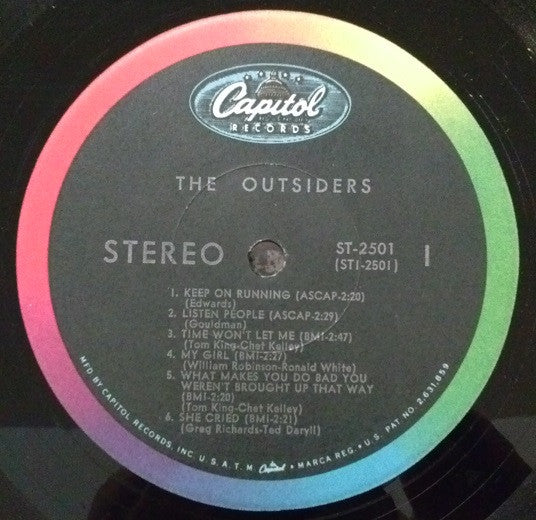 Capitol
RECORDS
THE OUTSIDERS
STEREO
ST-2501
(ST1-2501)
1
1. KEEP ON RUNNING (ASCAP-2:20)
(Edwards)
2. LISTEN PEOPLE (ASCAP-2:29)
(Gouldman)
3. TIME WON'T LET ME (BMI-2:47)
(Tom King-Chet Kelley)
4. MY GIRL (BMI-2:27)
(William Robinson-Ronald White)
5. WHAT MAKES YOU DO BAD YOU
WEREN'T BROUGHT UP THAT WAY
(BMI-2:20)
(Tom King-Chet Kelley)
6. SHE CRIED (BMI-2:21)
(Greg Richards-Ted Daryll)
MFD. BY CAPITOL RECORDS, INC. U.S.A. T.M. Capitol MARCA REG. • U.S. PAT. NO. 2,631,859